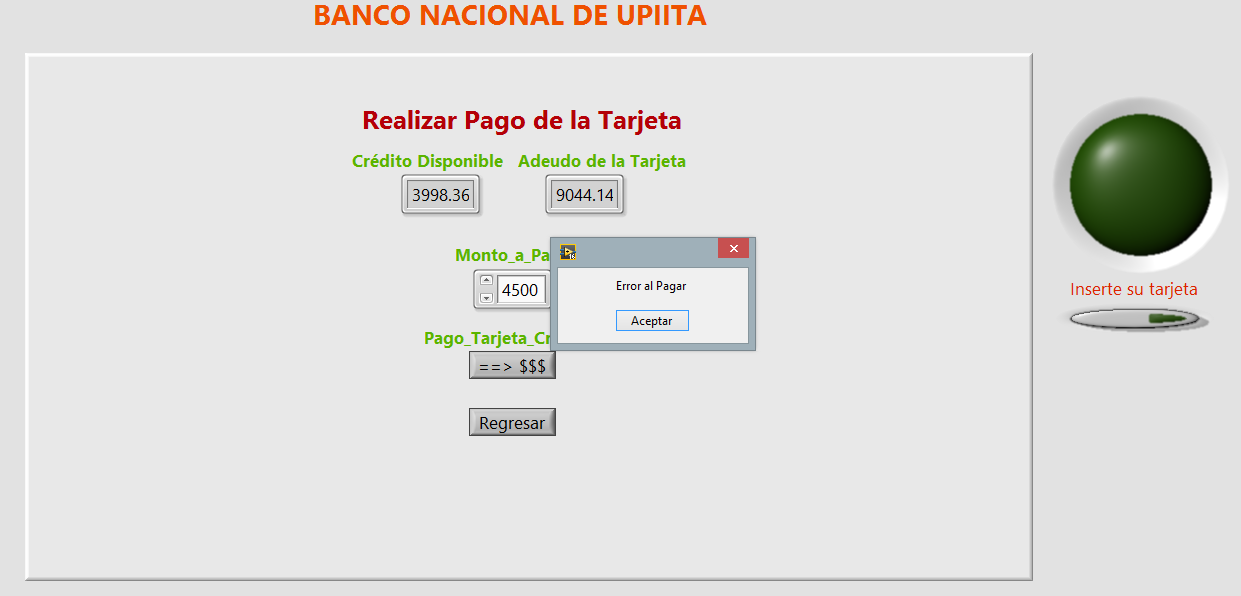 BANCO NACIONAL DE UPIITA
Realizar Pago de la Tarjeta
Crédito Disponible Adeudo de la Tarjeta
3998.36 9044.14
Monto_a_Pa
4500
Error al Pagar
Aceptar
Pago_Tarjeta_Cr
==> $$$
Regresar
Inserte su tarjeta